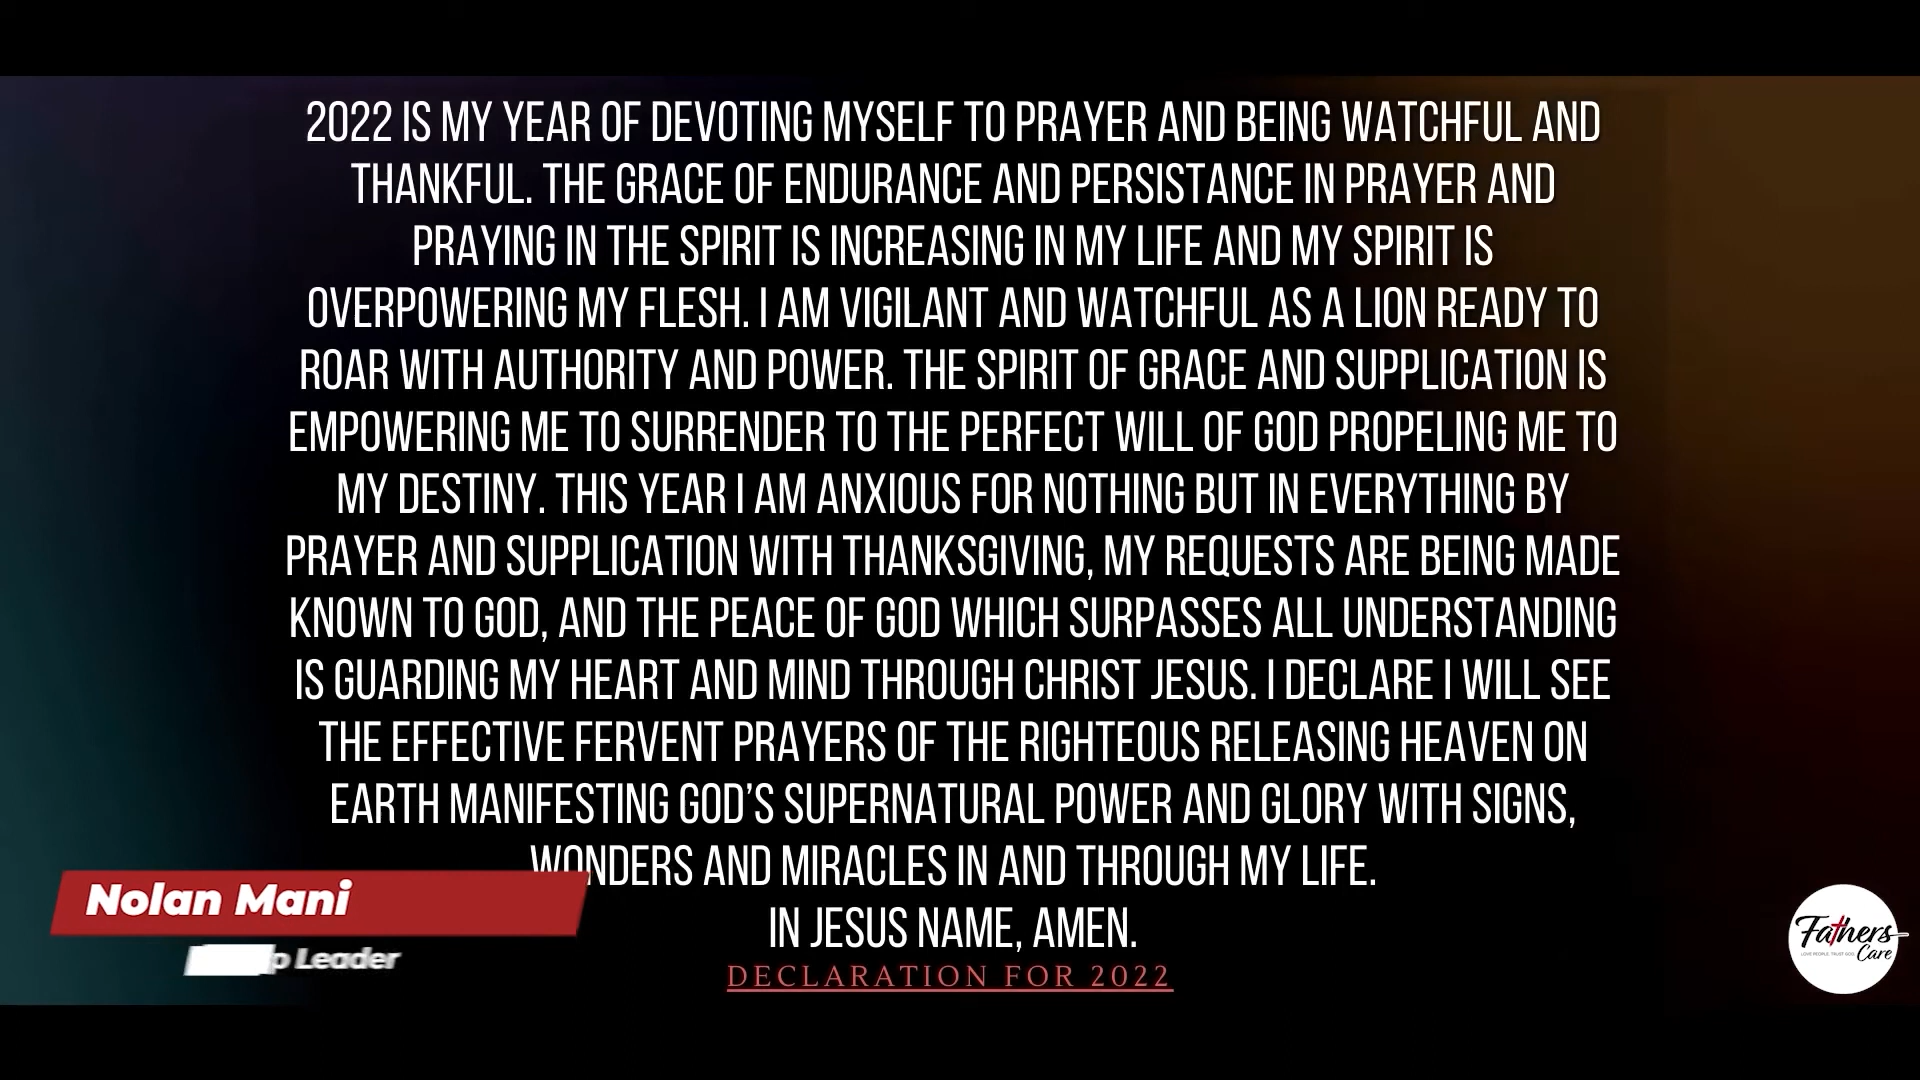 2022 IS MY YEAR OF DEVOTING MYSELF TO PRAYER AND BEING WATCHFUL AND
THANKFUL. THE GRACE OF ENDURANCE AND PERSISTANCE IN PRAYER AND
PRAYING IN THE SPIRIT IS INCREASING IN MY LIFE AND MY SPIRIT IS
OVERPOWERING MY FLESH. I AM VIGILANT AND WATCHFUL AS A LION READY TO
ROAR WITH AUTHORITY AND POWER. THE SPIRIT OF GRACE AND SUPPLICATION IS
EMPOWERING ME TO SURRENDER TO THE PERFECT WILL OF GOD PROPELING ME TO
MY DESTINY. THIS YEAR I AM ANXIOUS FOR NOTHING BUT IN EVERYTHING BY
PRAYER AND SUPPLICATION WITH THANKSGIVING, MY REQUESTS ARE BEING MADE
KNOWN TO GOD, AND THE PEACE OF GOD WHICH SURPASSES ALL UNDERSTANDING
IS GUARDING MY HEART AND MIND THROUGH CHRIST JESUS. I DECLARE I WILL SEE
THE EFFECTIVE FERVENT PRAYERS OF THE RIGHTEOUS RELEASING HEAVEN ON
EARTH MANIFESTING GOD'S SUPERNATURAL POWER AND GLORY WITH SIGNS,
WONDERS AND MIRACLES IN AND THROUGH MY LIFE.
IN JESUS NAME, AMEN.
DECLARATION FOR 2022
Nolan Mani
Leader
Fathers
Care
LOVE PEOPLE. TRUST GOD.